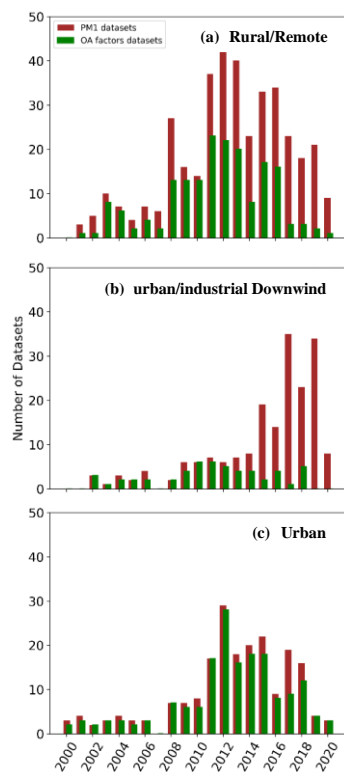 50
PM1 datasets
OA factors datasets
(a) Rural/Remote
40
30
20
10
0
50
(b) urban/industrial Downwind
40
30
20
10
0
Number of Datasets
50
(c) Urban
40
30
20
10
0
2000 2002 2004 2006 2008 2010 2012 2014 2016 2018 2020